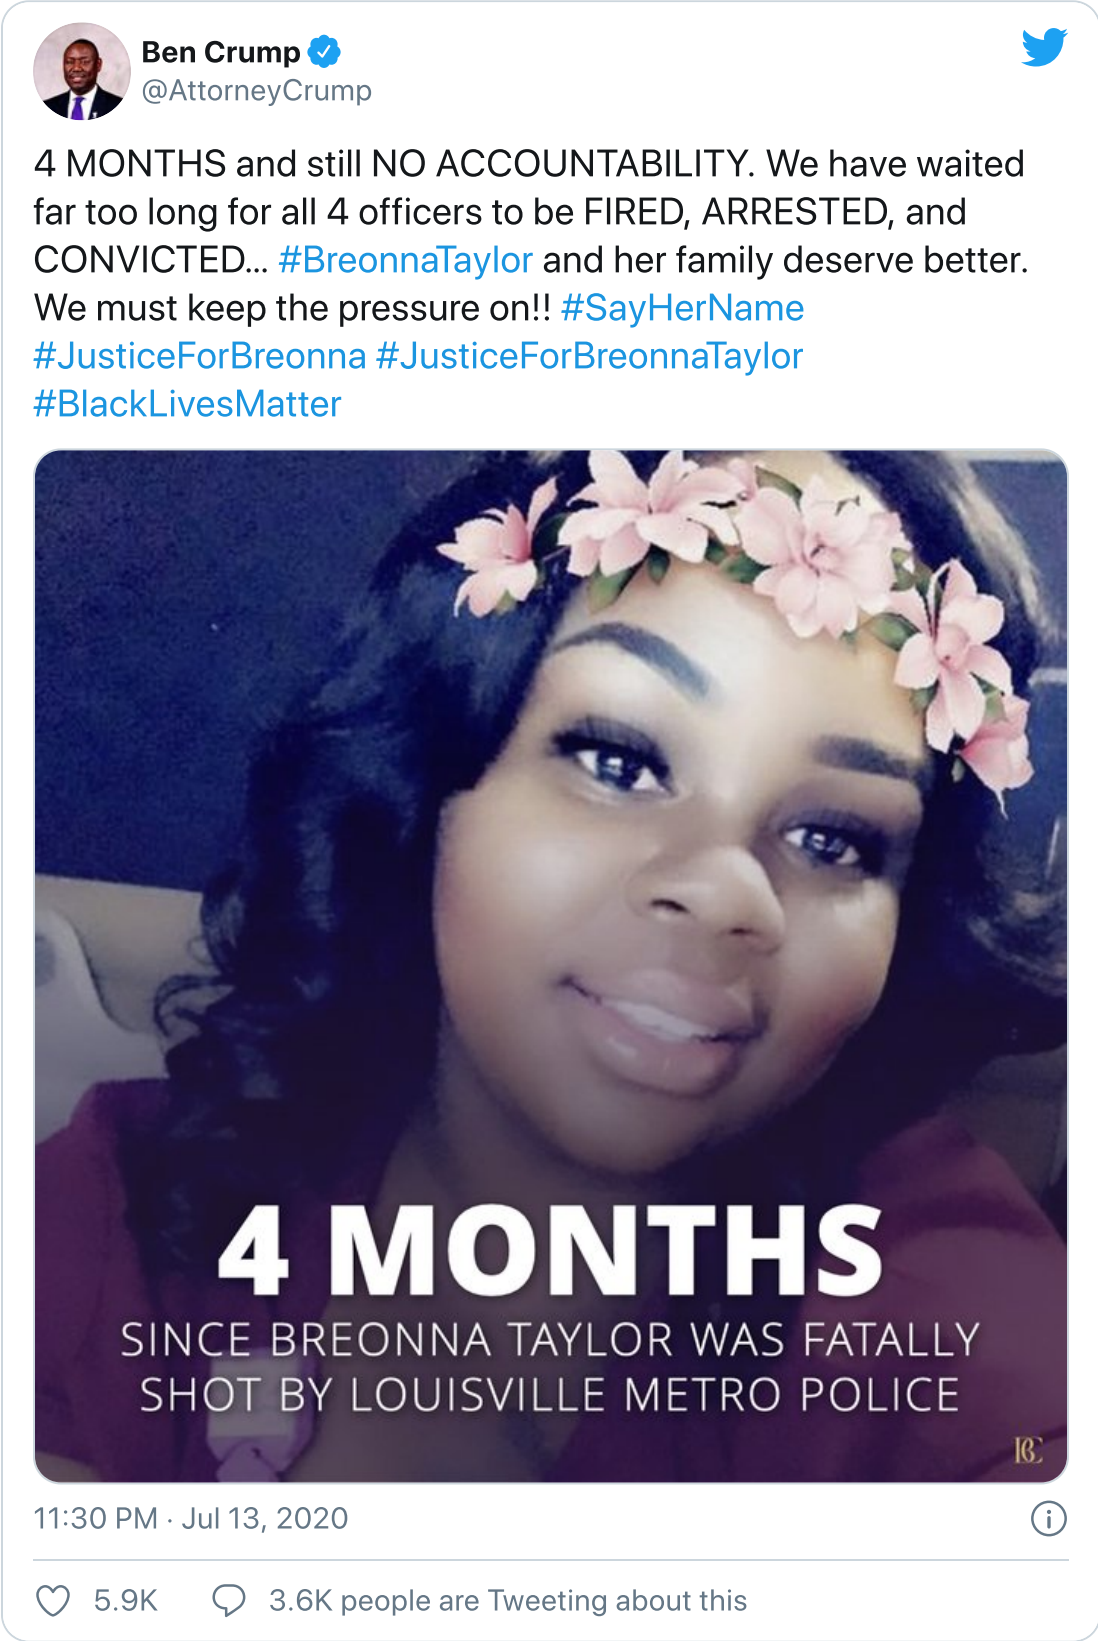 Ben Crump
@AttorneyCrump
4 MONTHS and still NO ACCOUNTABILITY. We have waited
far too long for all 4 officers to be FIRED, ARRESTED, and
CONVICTED... #BreonnaTaylor and her family deserve better.
We must keep the pressure on!! #SayHerName
#JusticeForBreonna #JusticeForBreonnaTaylor
#BlackLivesMatter
4 MONTHS
SINCE BREONNA TAYLOR WAS FATALLY
SHOT BY LOUISVILLE METRO POLICE
BC
11:30 PM · Jul 13, 2020
5.9K
3.6K people are Tweeting about this